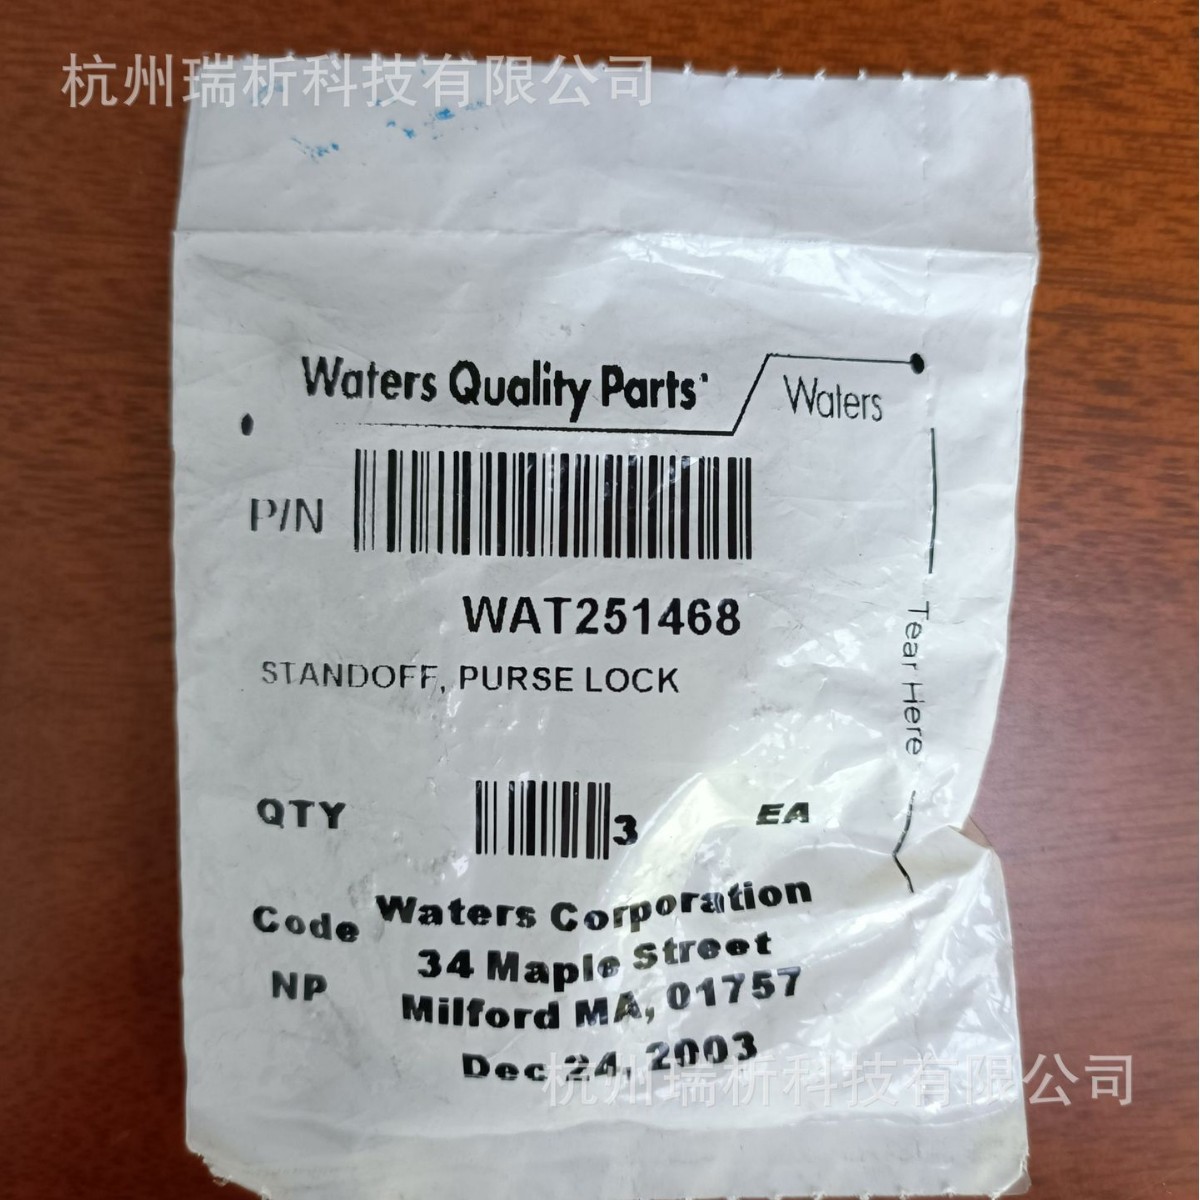 杭州瑞析科技有限公司
Waters Quality Parts
Waters
P/N
WAT251468
STANDOFF, PURSE LOCK
Tear Here
QTY 3 EA
Code Waters Corporation
34 Maple Street
NP Milford MA, 01757
Dec 24, 2003
杭州瑞析科技有限公司